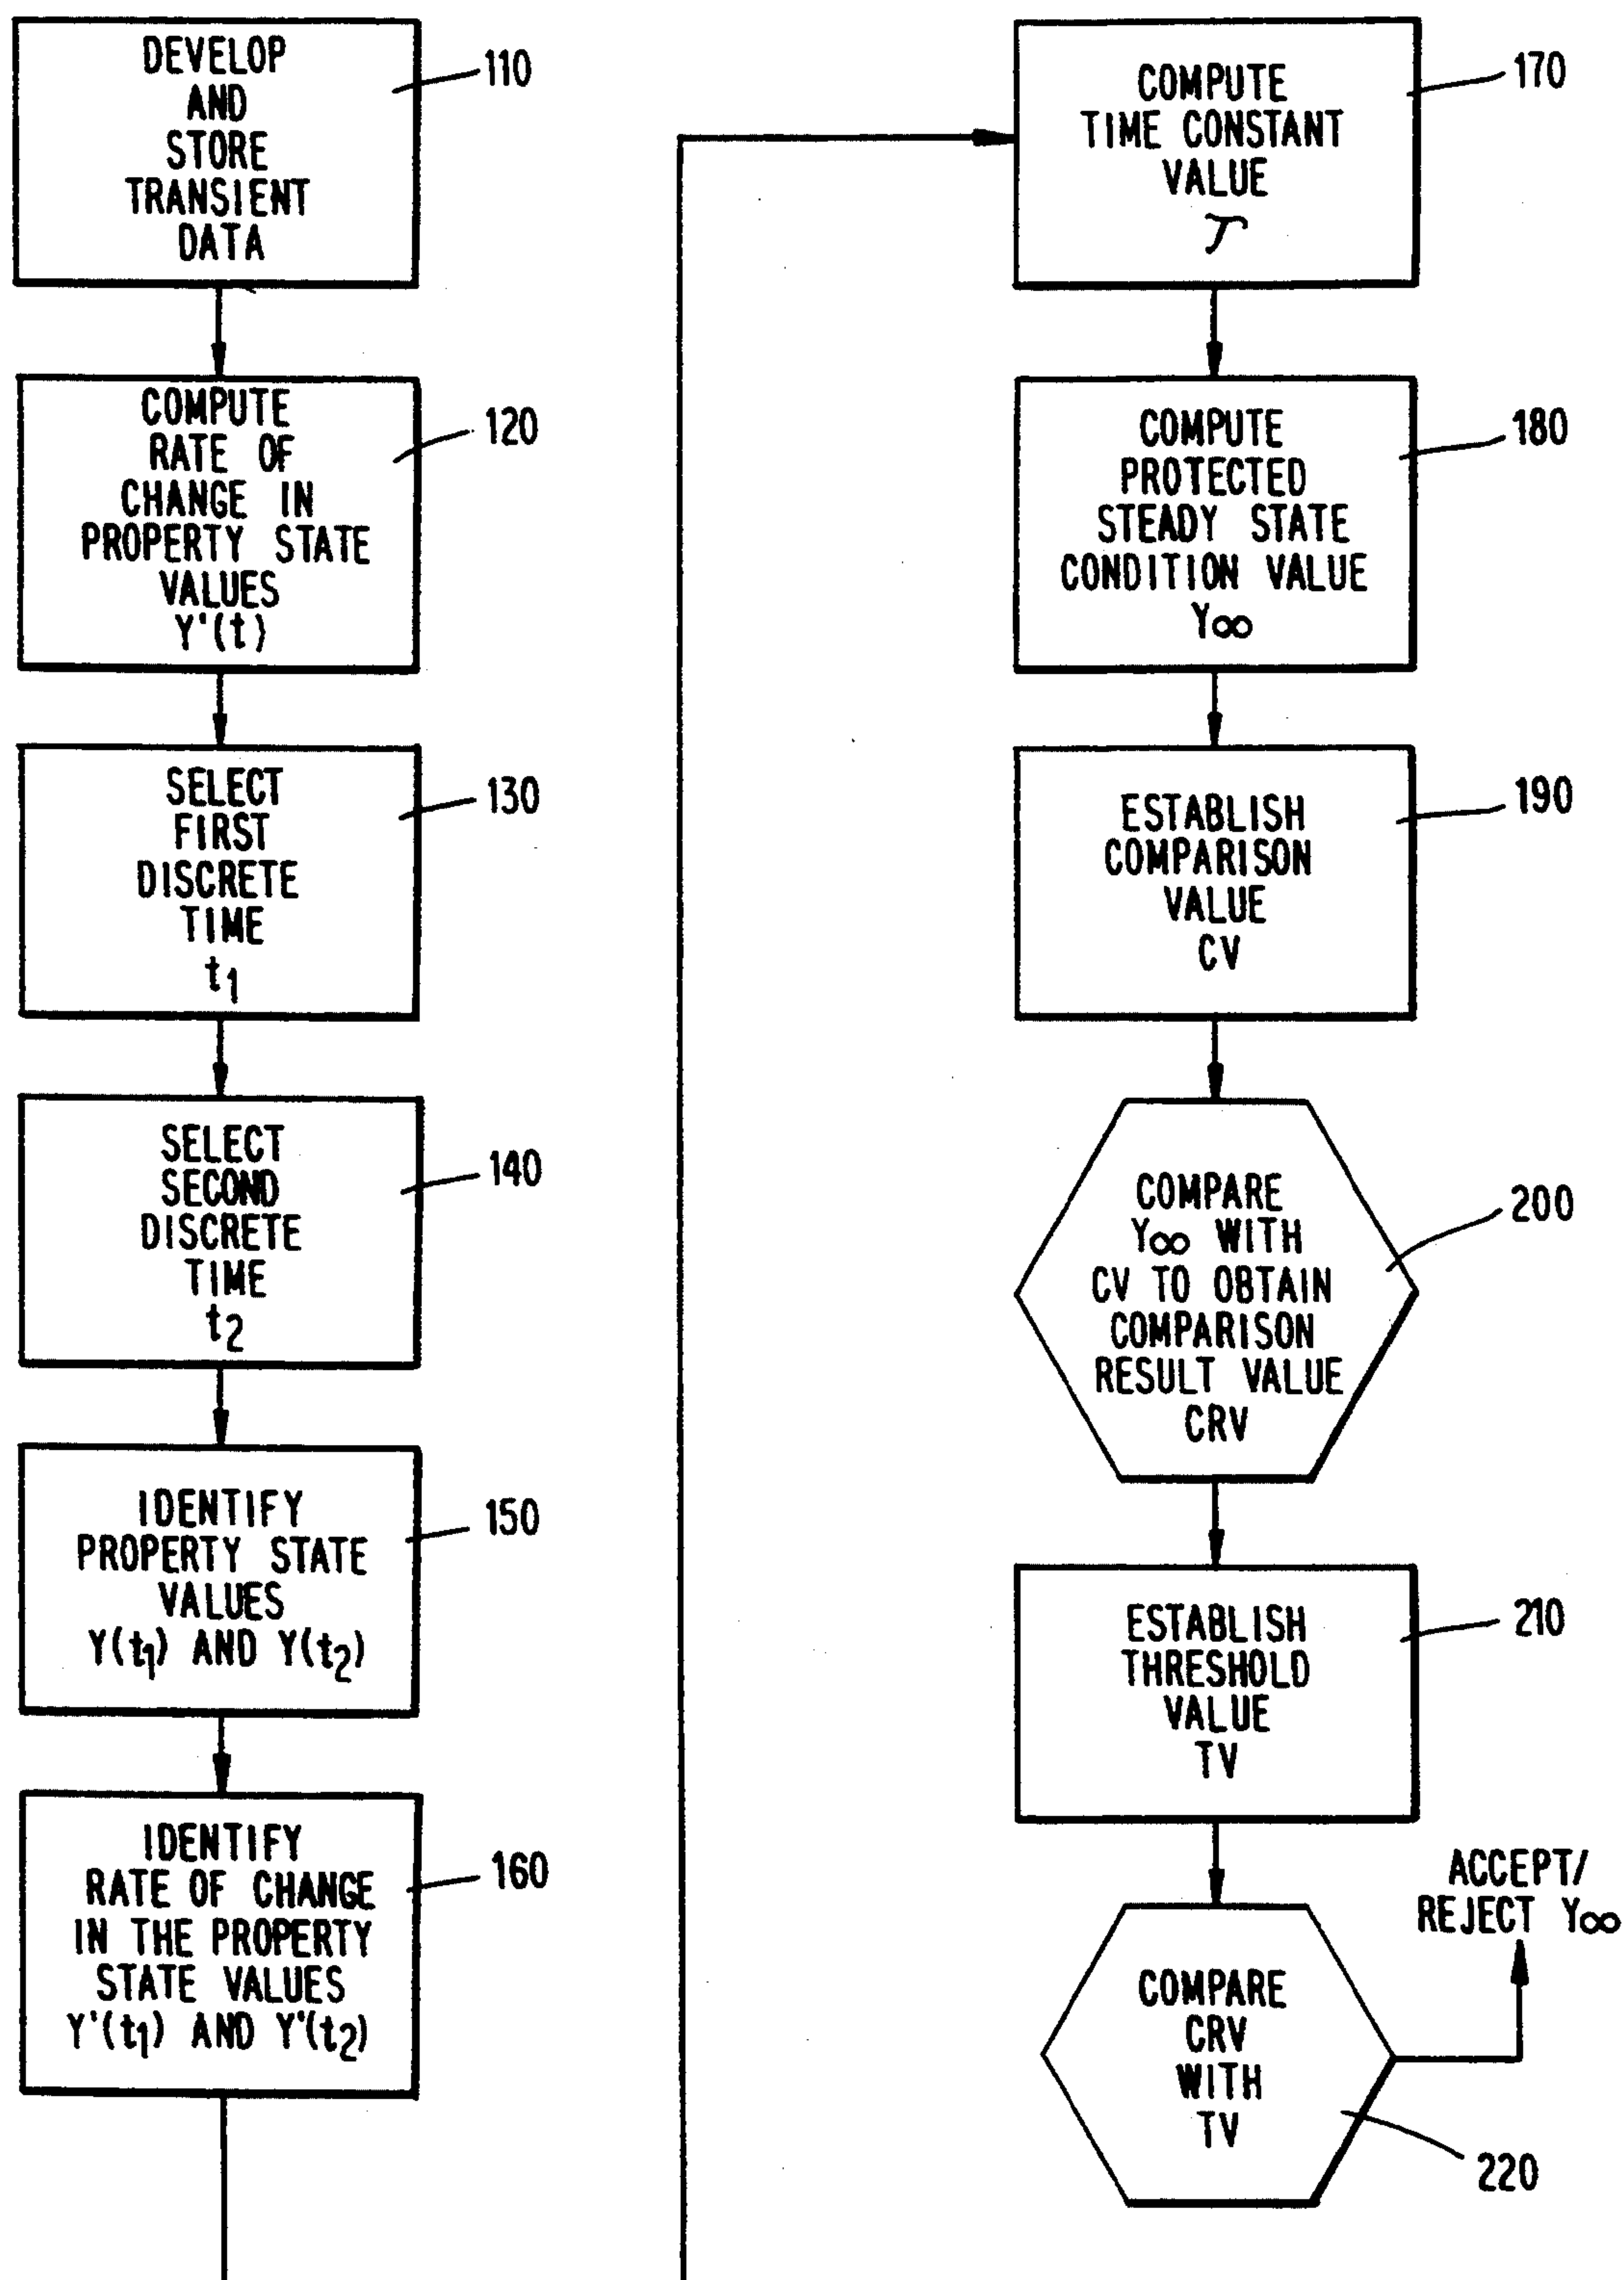 DEVELOP
AND
STORE
TRANSIENT
DATA
110
COMPUTE
RATE OF
CHANGE IN
PROPERTY STATE
VALUES
Y'(t)
120
SELECT
FIRST
DISCRETE
TIME
t1
130
SELECT
SECOND
DISCRETE
TIME
t2
140
IDENTIFY
PROPERTY STATE
VALUES
Y(t1) AND Y(t2)
150
IDENTIFY
RATE OF CHANGE
IN THE PROPERTY
STATE VALUES
Y'(t1) AND Y'(t2)
160
COMPUTE
TIME CONSTANT
VALUE
τ
170
COMPUTE
PROTECTED
STEADY STATE
CONDITION VALUE
Y∞
180
ESTABLISH
COMPARISON
VALUE
CV
190
COMPARE
Y∞ WITH
CV TO OBTAIN
COMPARISON
RESULT VALUE
CRV
200
ESTABLISH
THRESHOLD
VALUE
TV
210
COMPARE
CRV
WITH
TV
220
ACCEPT/
REJECT Y∞